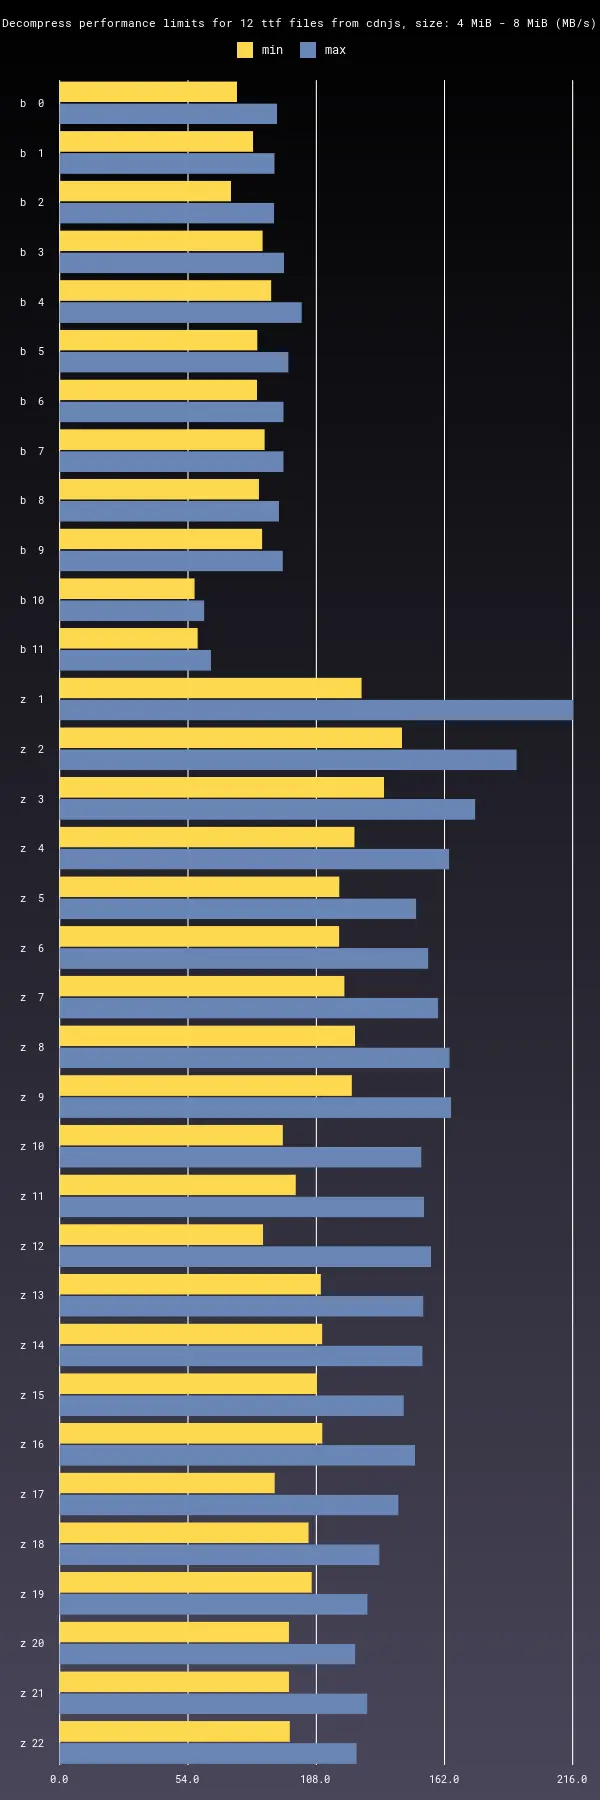 Decompress performance limits for 12 ttf files from cdnjs, size: 4 MiB - 8 MiB (MB/s)
min max
b 0
b 1
b 2
b 3
b 4
b 5
b 6
b 7
b 8
b 9
b 10
b 11
z 1
z 2
z 3
z 4
z 5
z 6
z 7
z 8
z 9
z 10
z 11
z 12
z 13
z 14
z 15
z 16
z 17
z 18
z 19
z 20
z 21
z 22
0.0 54.0 108.0 162.0 216.0